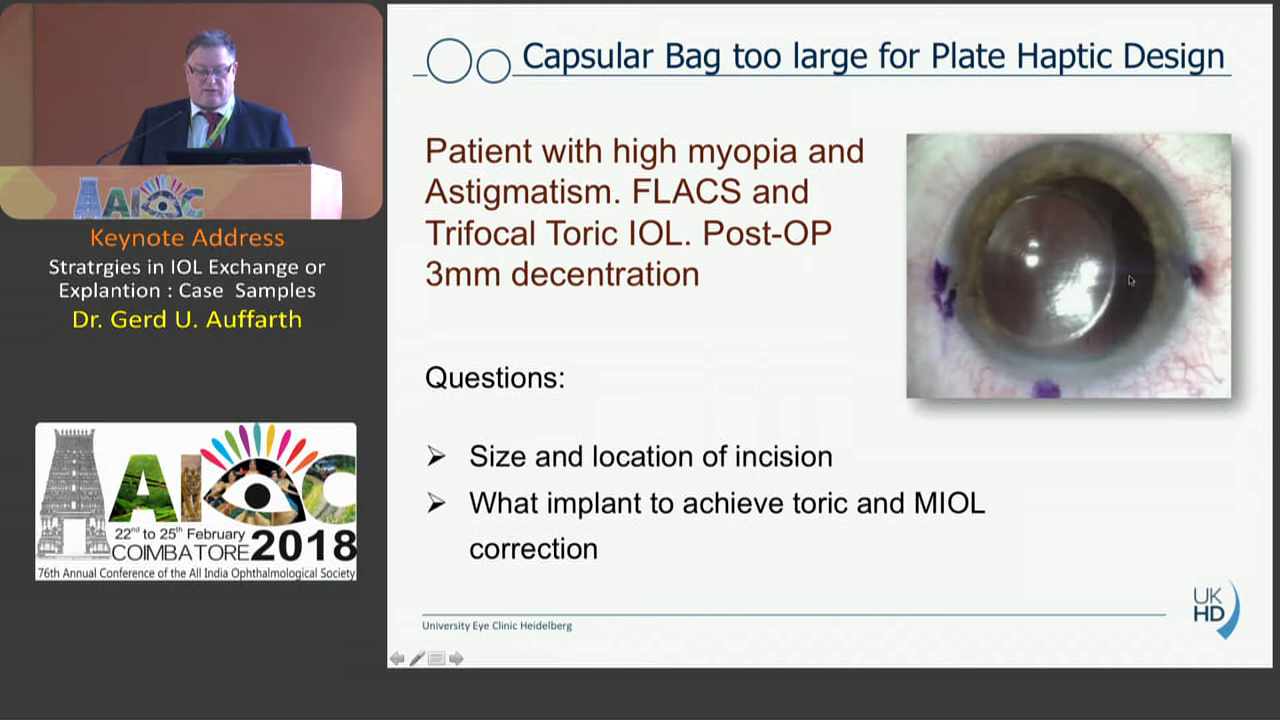 AAIOC
Keynote Address
Stratrgies in IOL Exchange or
Explantion : Case Samples
Dr. Gerd U. Auffarth
AAIOC
22nd to 25th February
COIMBATORE 2018
76th Annual Conference of the All India Ophthalmological Society
Capsular Bag too large for Plate Haptic Design
Patient with high myopia and
Astigmatism. FLACS and
Trifocal Toric IOL. Post-OP
3mm decentration
Questions:
Size and location of incision
What implant to achieve toric and MIOL
correction
University Eye Clinic Heidelberg
UK
HD